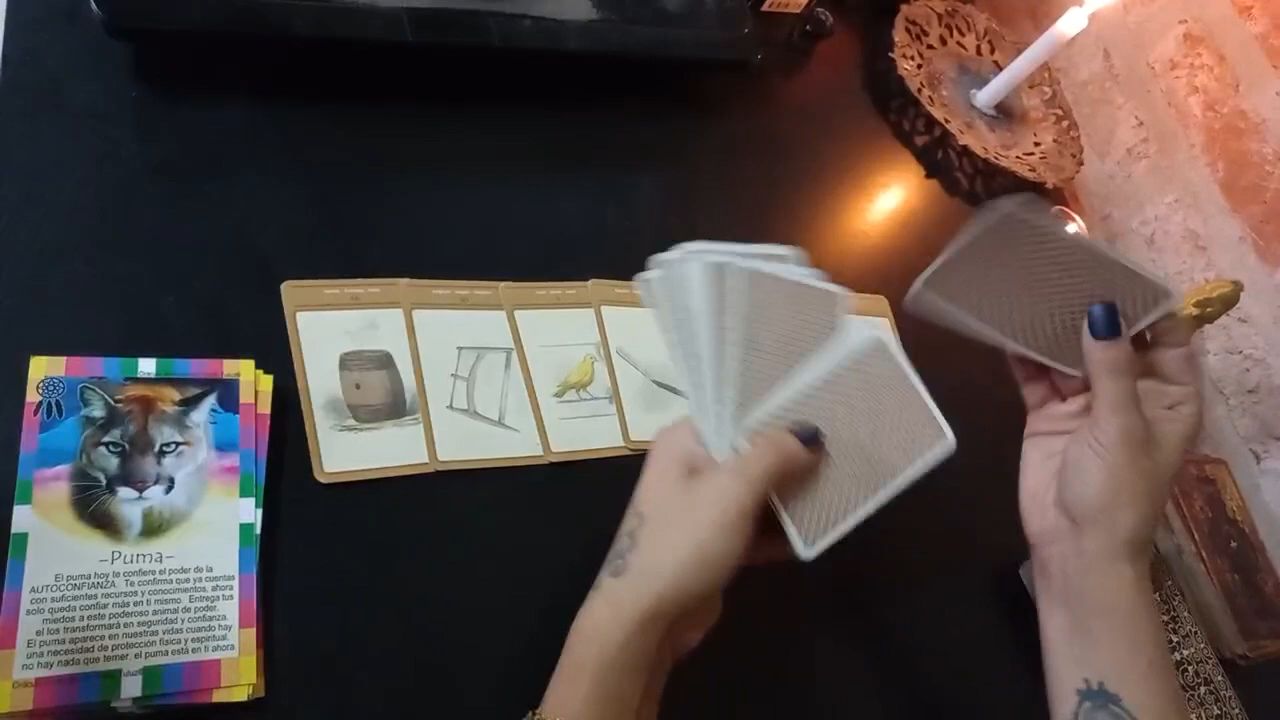 -Puma-
El puma hoy te confiere el poder de la
AUTOCONFIANZA. Te confirma que ya cuentas
con suficientes recursos y conocimientos, ahora
solo queda confiar más en ti mismo. Entrega tus
miedos a este poderoso animal de poder,
el los transformará en seguridad y confianza.
El puma aparece en nuestras vidas cuando hay
una necesidad de protección física y espiritual,
no hay nada que temer, el puma está en ti ahora.